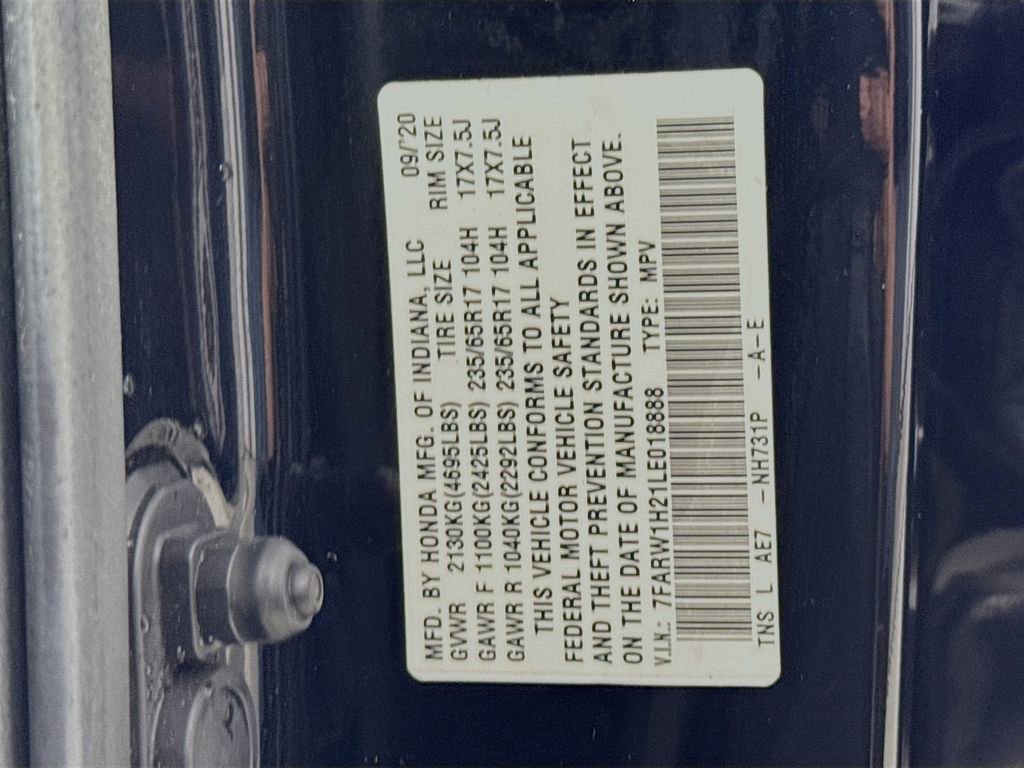 MFD. BY HONDA MFG. OF INDIANA, LLC 09/'20
GVWR 2130KG(4695LBS) TIRE SIZE RIM SIZE
GAWR F 1100KG(2425LBS) 235/65R17 104H 17X7.5J
GAWR R 1040KG(2292LBS) 235/65R17 104H 17X7.5J
THIS VEHICLE CONFORMS TO ALL APPLICABLE
FEDERAL MOTOR VEHICLE SAFETY
AND THEFT PREVENTION STANDARDS IN EFFECT
ON THE DATE OF MANUFACTURE SHOWN ABOVE.
V.I.N.: 7FARW1H21LE018888 TYPE: MPV
TNS L AE7 -NH731P -A-E